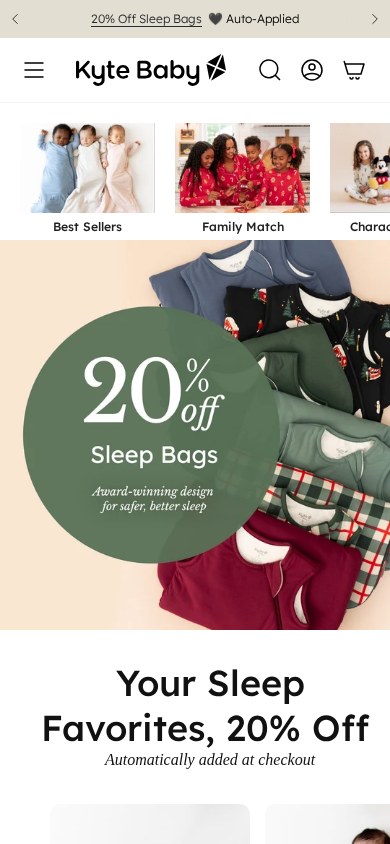 20% Off Sleep Bags 🖤 Auto-Applied
Kyte Baby
Best Sellers
Family Match
Charac
20% off
Sleep Bags
Award-winning design
for safer, better sleep
Your Sleep
Favorites, 20% Off
Automatically added at checkout